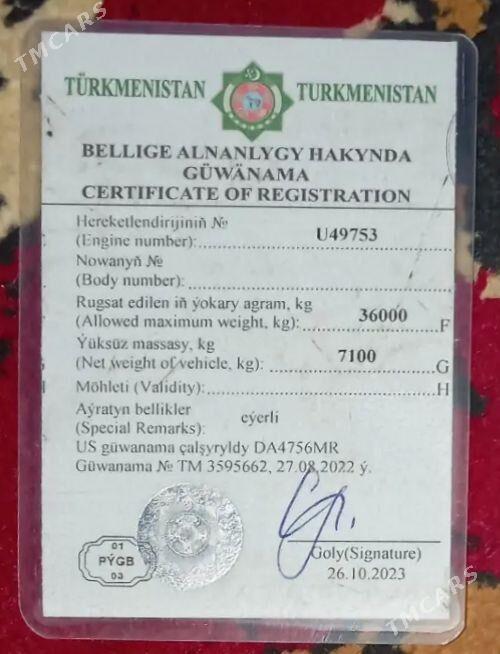 TMCARS
TÜRKMENISTAN TURKMENISTAN
BELLIGE ALNANLYGY HAKYNDA
GÜWÄNAMA
CERTIFICATE OF REGISTRATION
Hereketlendirijiniň №
(Engine number): U49753
Nowanyň №
(Body number):
Rugsat edilen iň ýokary agram, kg
(Allowed maximum weight, kg): 36000 F
Ýüksüz massasy, kg
(Net weight of vehicle, kg): 7100 G
Möhleti (Validity): H
Aýratyn bellikler
(Special Remarks): eýerli
US güwanama çalşyryldy DA4756MR
Güwanama № TM 3595662, 27.08.2022 ý.
01
PÝGB
03
Goly(Signature)
26.10.2023
TMCARS